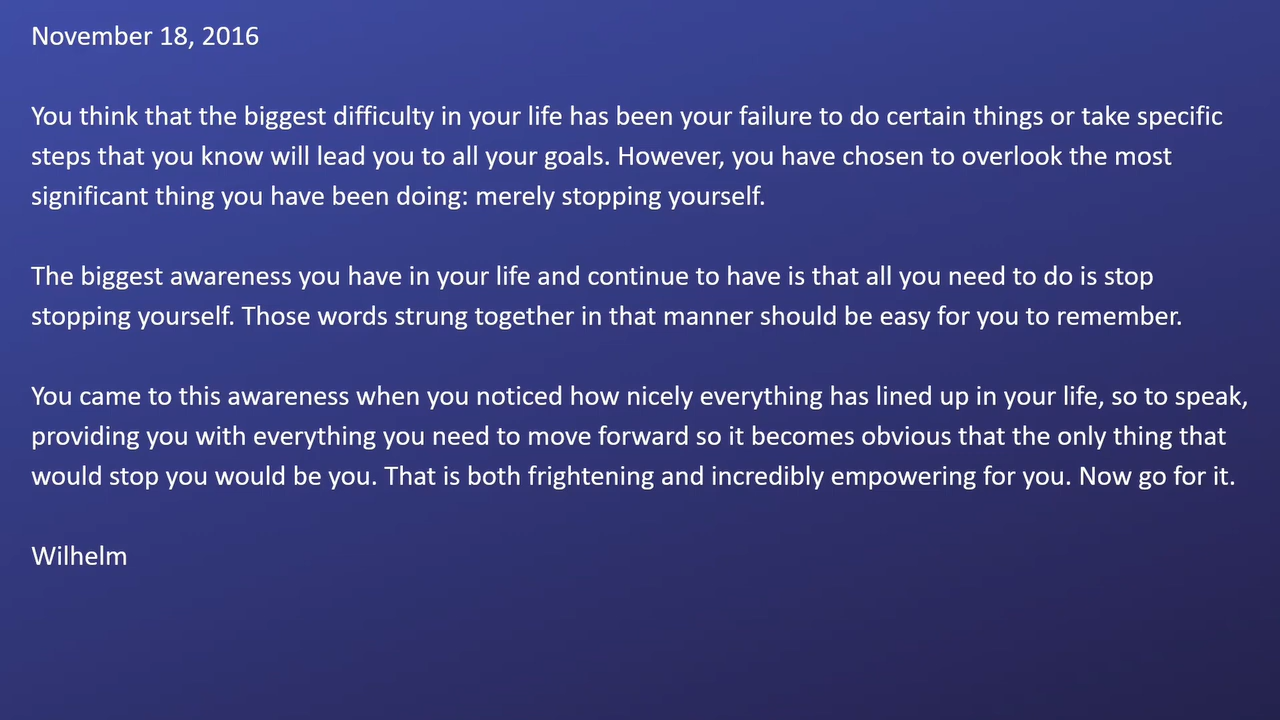 November 18, 2016
You think that the biggest difficulty in your life has been your failure to do certain things or take specific
steps that you know will lead you to all your goals. However, you have chosen to overlook the most
significant thing you have been doing: merely stopping yourself.
The biggest awareness you have in your life and continue to have is that all you need to do is stop
stopping yourself. Those words strung together in that manner should be easy for you to remember.
You came to this awareness when you noticed how nicely everything has lined up in your life, so to speak,
providing you with everything you need to move forward so it becomes obvious that the only thing that
would stop you would be you. That is both frightening and incredibly empowering for you. Now go for it.
Wilhelm